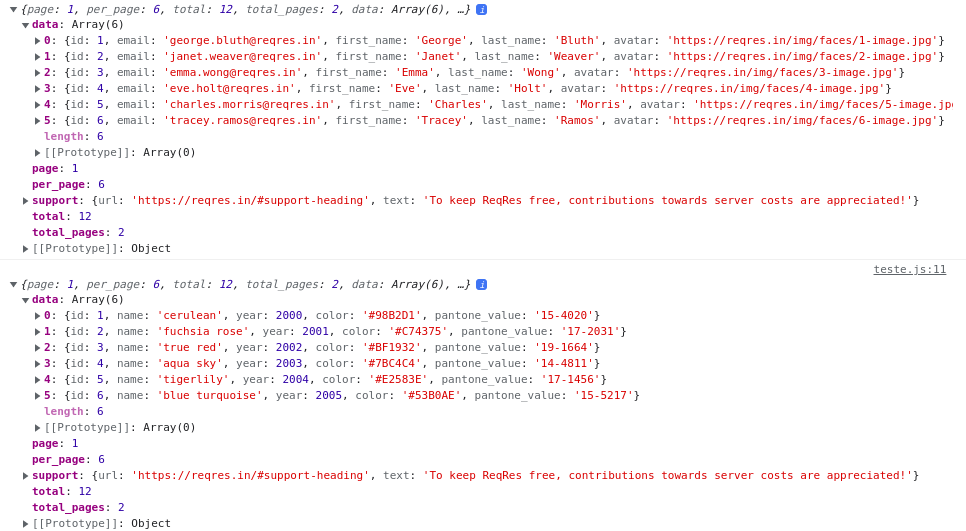 {page: 1, per_page: 6, total: 12, total_pages: 2, data: Array(6), …} i
data: Array(6)
0: {id: 1, email: 'george.bluth@reqres.in', first_name: 'George', last_name: 'Bluth', avatar: 'https://reqres.in/img/faces/1-image.jpg'}
1: {id: 2, email: 'janet.weaver@reqres.in', first_name: 'Janet', last_name: 'Weaver', avatar: 'https://reqres.in/img/faces/2-image.jpg'}
2: {id: 3, email: 'emma.wong@reqres.in', first_name: 'Emma', last_name: 'Wong', avatar: 'https://reqres.in/img/faces/3-image.jpg'}
3: {id: 4, email: 'eve.holt@reqres.in', first_name: 'Eve', last_name: 'Holt', avatar: 'https://reqres.in/img/faces/4-image.jpg'}
4: {id: 5, email: 'charles.morris@reqres.in', first_name: 'Charles', last_name: 'Morris', avatar: 'https://reqres.in/img/faces/5-image.jp
5: {id: 6, email: 'tracey.ramos@reqres.in', first_name: 'Tracey', last_name: 'Ramos', avatar: 'https://reqres.in/img/faces/6-image.jpg'}
length: 6
[[Prototype]]: Array(0)
page: 1
per_page: 6
support: {url: 'https://reqres.in/#support-heading', text: 'To keep ReqRes free, contributions towards server costs are appreciated!'}
total: 12
total_pages: 2
[[Prototype]]: Object
teste.js:11
{page: 1, per_page: 6, total: 12, total_pages: 2, data: Array(6), …} i
data: Array(6)
0: {id: 1, name: 'cerulean', year: 2000, color: '#98B2D1', pantone_value: '15-4020'}
1: {id: 2, name: 'fuchsia rose', year: 2001, color: '#C74375', pantone_value: '17-2031'}
2: {id: 3, name: 'true red', year: 2002, color: '#BF1932', pantone_value: '19-1664'}
3: {id: 4, name: 'aqua sky', year: 2003, color: '#7BC4C4', pantone_value: '14-4811'}
4: {id: 5, name: 'tigerlily', year: 2004, color: '#E2583E', pantone_value: '17-1456'}
5: {id: 6, name: 'blue turquoise', year: 2005, color: '#53B0AE', pantone_value: '15-5217'}
length: 6
[[Prototype]]: Array(0)
page: 1
per_page: 6
support: {url: 'https://reqres.in/#support-heading', text: 'To keep ReqRes free, contributions towards server costs are appreciated!'}
total: 12
total_pages: 2
[[Prototype]]: Object